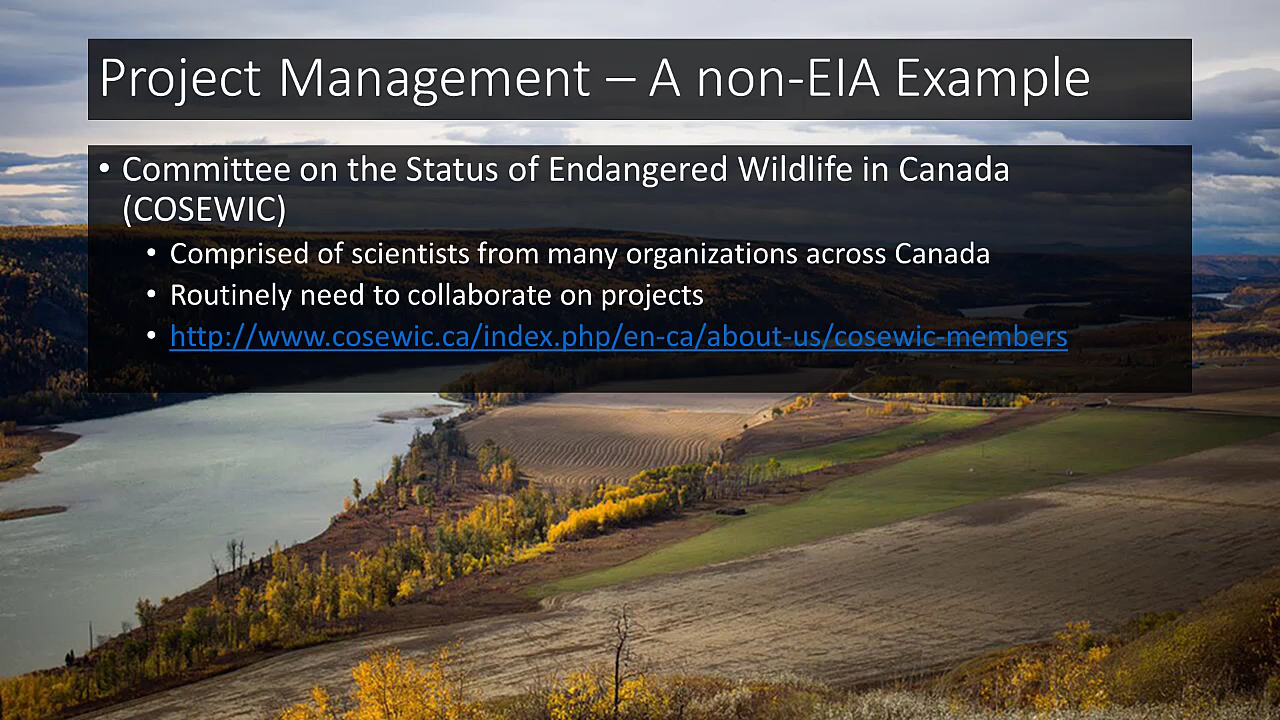 Project Management – A non-EIA Example
• Committee on the Status of Endangered Wildlife in Canada
(COSEWIC)
• Comprised of scientists from many organizations across Canada
• Routinely need to collaborate on projects
• http://www.cosewic.ca/index.php/en-ca/about-us/cosewic-members